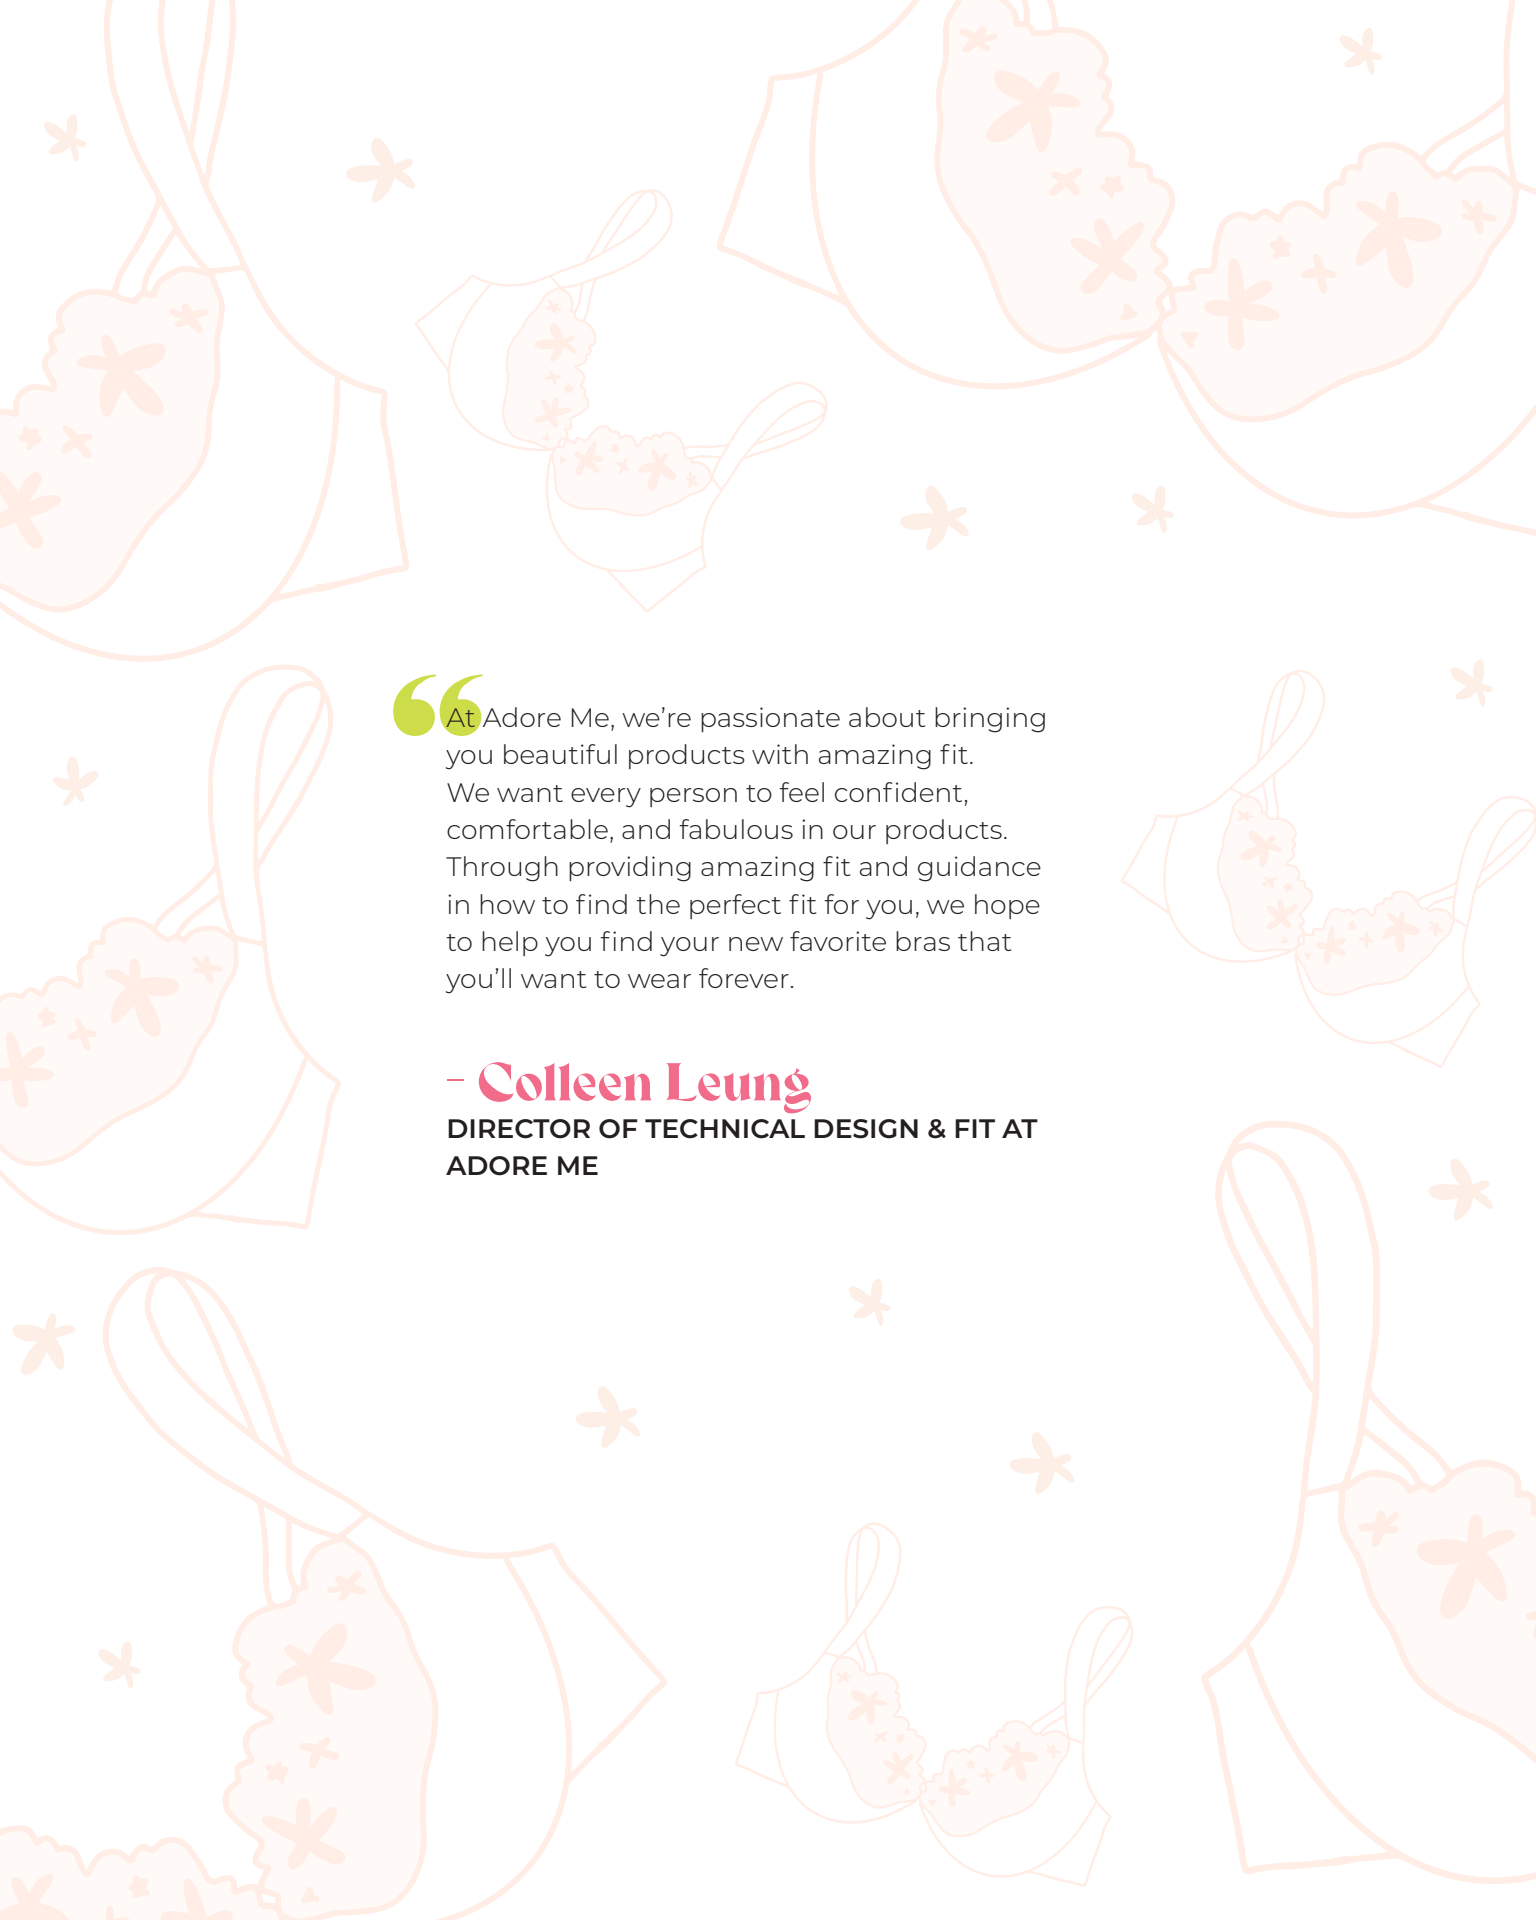 “At Adore Me, we’re passionate about bringing
you beautiful products with amazing fit.
We want every person to feel confident,
comfortable, and fabulous in our products.
Through providing amazing fit and guidance
in how to find the perfect fit for you, we hope
to help you find your new favorite bras that
you’ll want to wear forever.
– Colleen Leung
DIRECTOR OF TECHNICAL DESIGN & FIT AT
ADORE ME